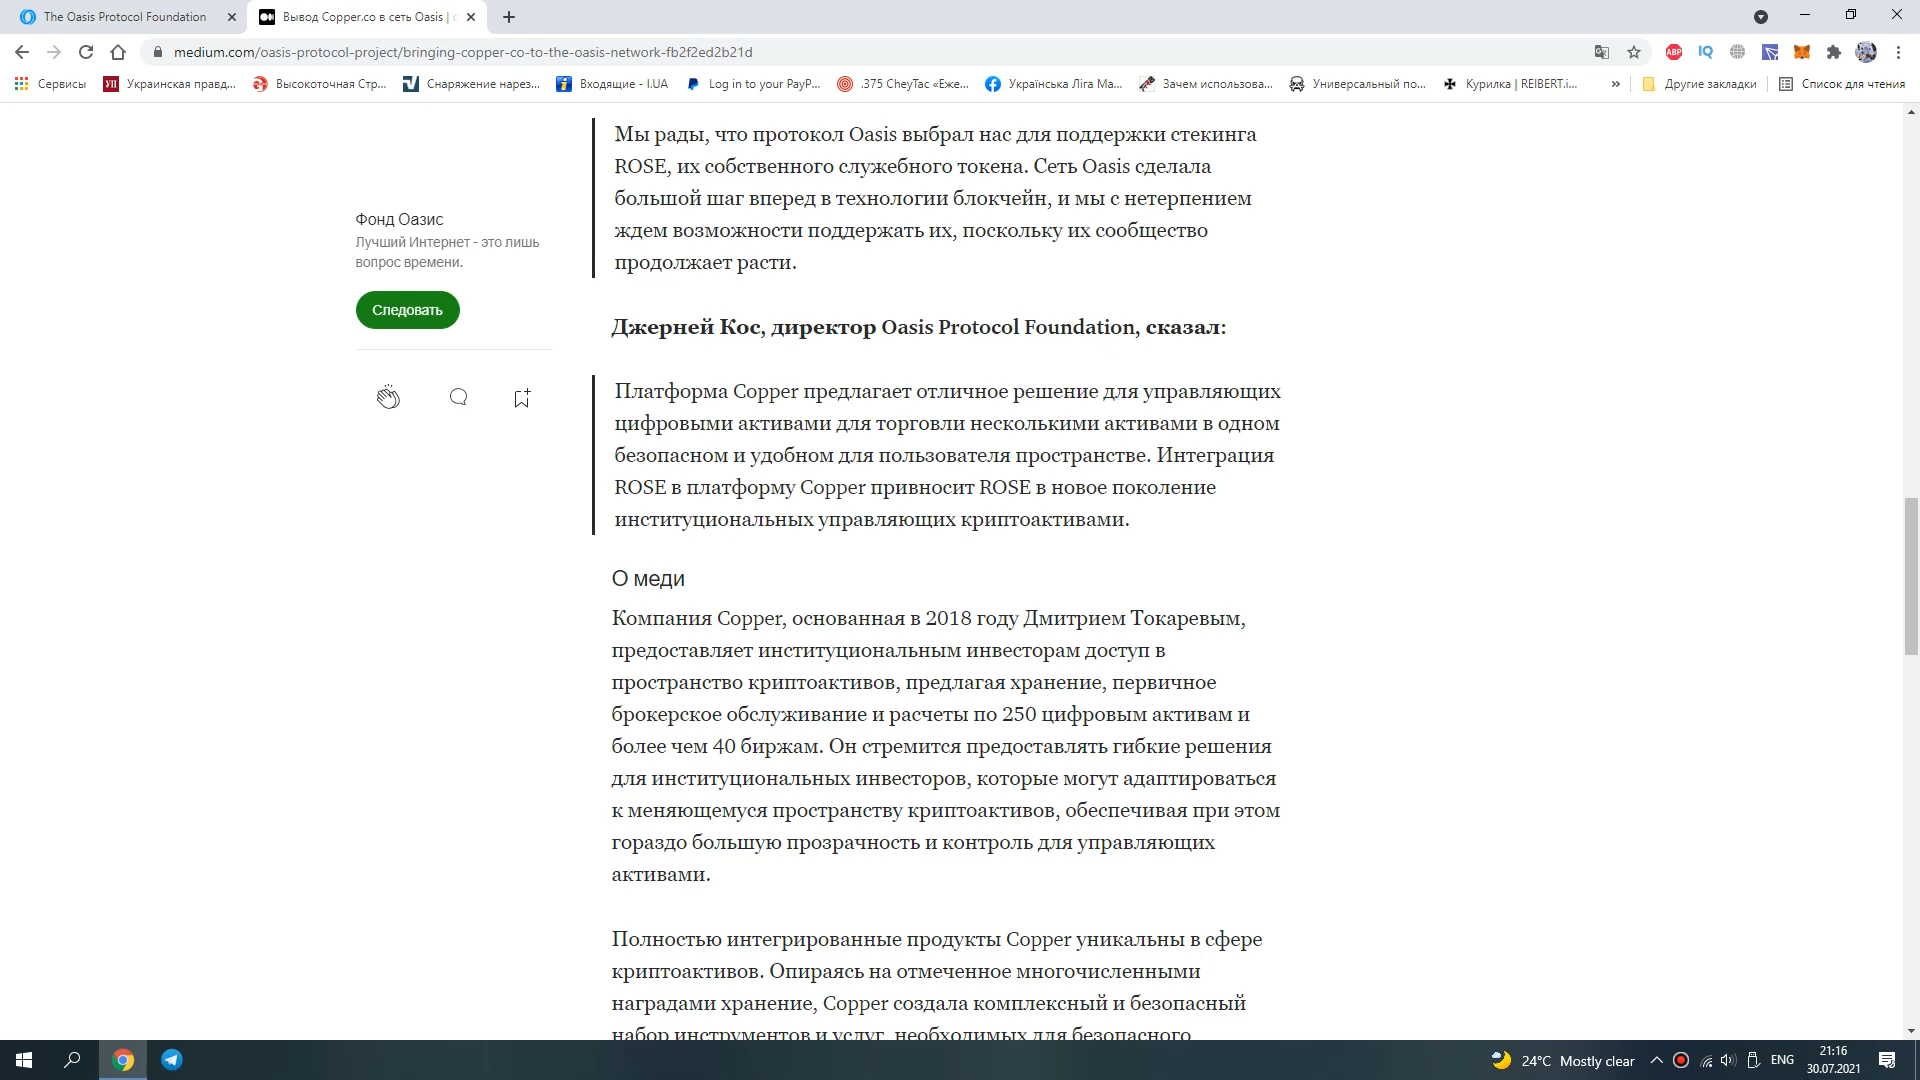 The Oasis Protocol Foundation
Вывод Copper.co в сеть Oasis |
medium.com/oasis-protocol-project/bringing-copper-co-to-the-oasis-network-fb2f2ed2b21d
ABP
IQ
Сервисы
УП
Украинская правд...
Высокоточная Стр...
Снаряжение нарез...
Входящие - I.UA
Log in to your PayP...
.375 CheyTac «Еже...
Українська Ліга Ма...
Зачем использова...
Универсальный по...
Курилка | REIBERT.i...
»
Другие закладки
Список для чтения
Мы рады, что протокол Oasis выбрал нас для поддержки стекинга
ROSE, их собственного служебного токена. Сеть Oasis сделала
большой шаг вперед в технологии блокчейн, и мы с нетерпением
ждем возможности поддержать их, поскольку их сообщество
продолжает расти.
Фонд Оазис
Лучший Интернет - это лишь
вопрос времени.
Следовать
Джерней Кос, директор Oasis Protocol Foundation, сказал:
Платформа Copper предлагает отличное решение для управляющих
цифровыми активами для торговли несколькими активами в одном
безопасном и удобном для пользователя пространстве. Интеграция
ROSE в платформу Copper привносит ROSE в новое поколение
институциональных управляющих криптоактивами.
О меди
Компания Copper, основанная в 2018 году Дмитрием Токаревым,
предоставляет институциональным инвесторам доступ в
пространство криптоактивов, предлагая хранение, первичное
брокерское обслуживание и расчеты по 250 цифровым активам и
более чем 40 биржам. Он стремится предоставлять гибкие решения
для институциональных инвесторов, которые могут адаптироваться
к меняющемуся пространству криптоактивов, обеспечивая при этом
гораздо большую прозрачность и контроль для управляющих
активами.
Полностью интегрированные продукты Copper уникальны в сфере
криптоактивов. Опираясь на отмеченное многочисленными
наградами хранение, Copper создала комплексный и безопасный
набор инструментов и услуг, необходимых для безопасного
24°C Mostly clear
ENG
21:16
30.07.2021